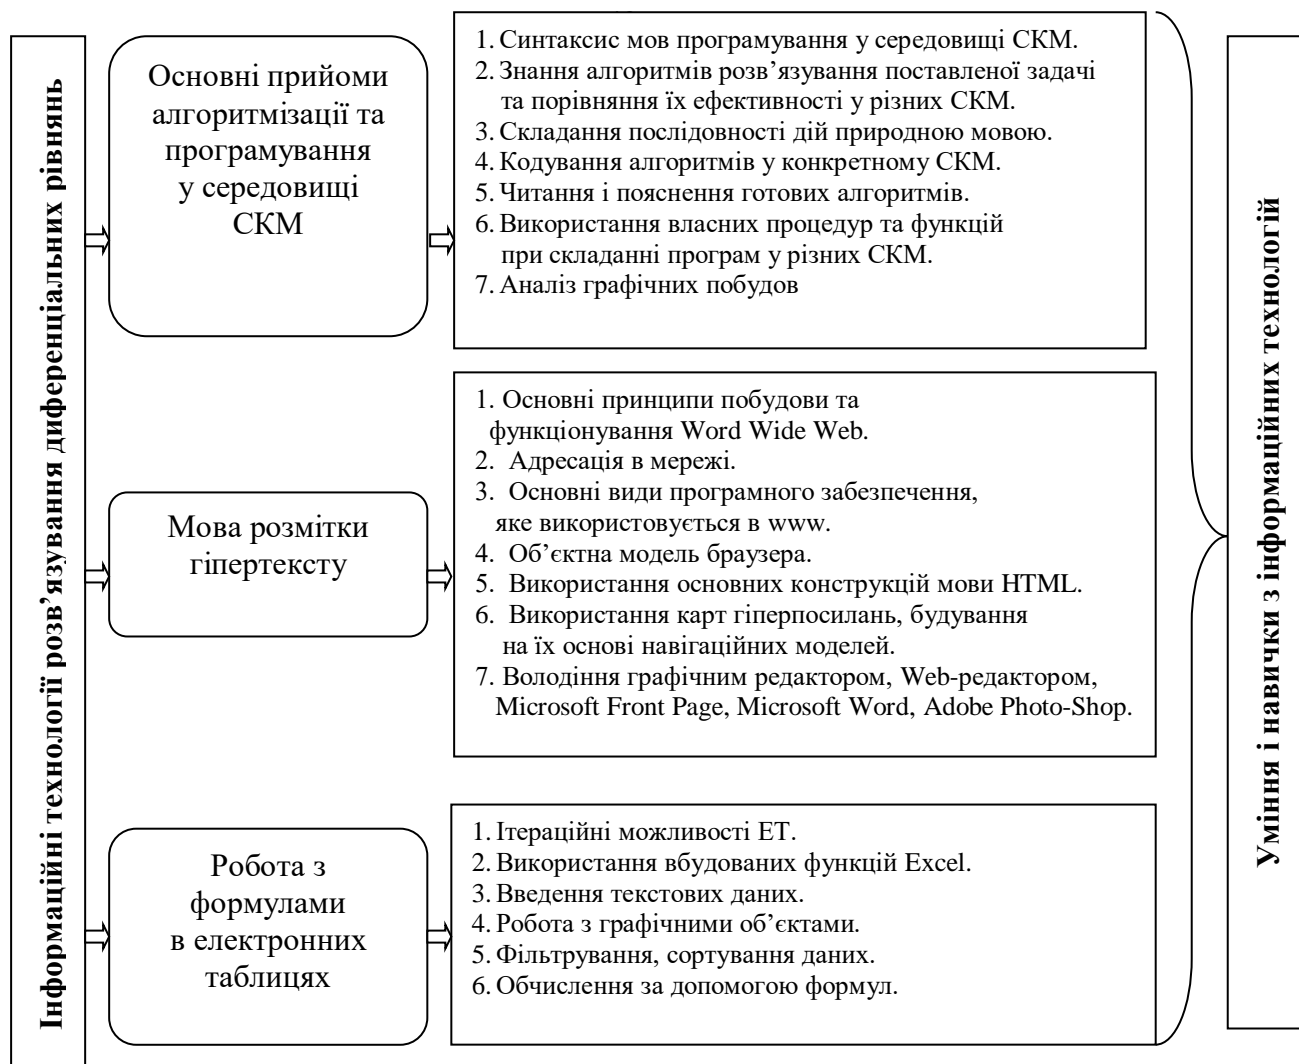 Інформаційні технології розв’язування диференціальних рівнянь
Основні прийоми
алгоритмізації та
програмування
у середовищі
СКМ
1. Синтаксис мов програмування у середовищі СКМ.
2. Знання алгоритмів розв’язування поставленої задачі
та порівняння їх ефективності у різних СКМ.
3. Складання послідовності дій природною мовою.
4. Кодування алгоритмів у конкретному СКМ.
5. Читання і пояснення готових алгоритмів.
6. Використання власних процедур та функцій
при складанні програм у різних СКМ.
7. Аналіз графічних побудов
Мова розмітки
гіпертексту
1. Основні принципи побудови та
функціонування Word Wide Web.
2. Адресація в мережі.
3. Основні види програмного забезпечення,
яке використовується в www.
4. Об’єктна модель браузера.
5. Використання основних конструкцій мови HTML.
6. Використання карт гіперпосилань, будування
на їх основі навігаційних моделей.
7. Володіння графічним редактором, Web-редактором,
Microsoft Front Page, Microsoft Word, Adobe Photo-Shop.
Робота з
формулами
в електронних
таблицях
1. Ітераційні можливості ЕТ.
2. Використання вбудованих функцій Excel.
3. Введення текстових даних.
4. Робота з графічними об’єктами.
5. Фільтрування, сортування даних.
6. Обчислення за допомогою формул.
Уміння і навички з інформаційних технологій